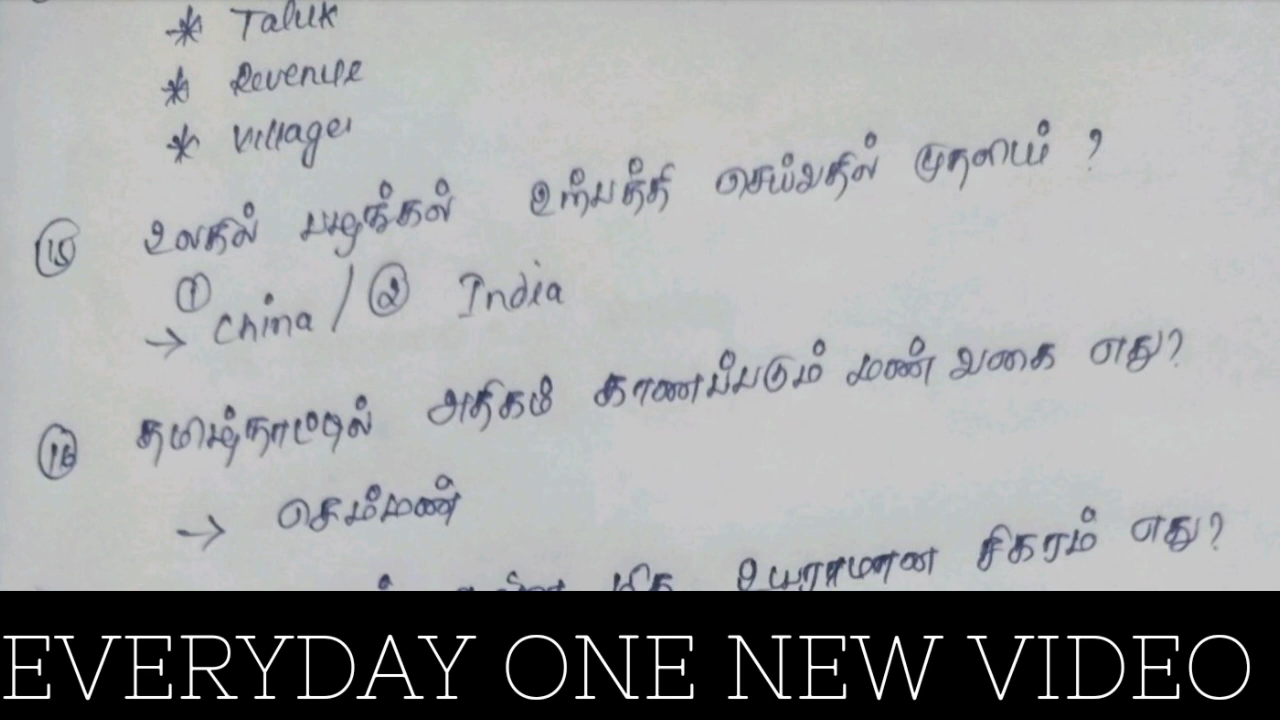 * Taluk
* Revenue
* Village
15 உலகில் பழங்கள் உற்பத்தி செய்வதில் முதலிடம் ?
① → China / ② India
16 தமிழ்நாட்டில் அதிகம் காணப்படும் மண் வகை எது?
→ செம்மண்
மிக உயரமான சிகரம் எது?
EVERYDAY ONE NEW VIDEO